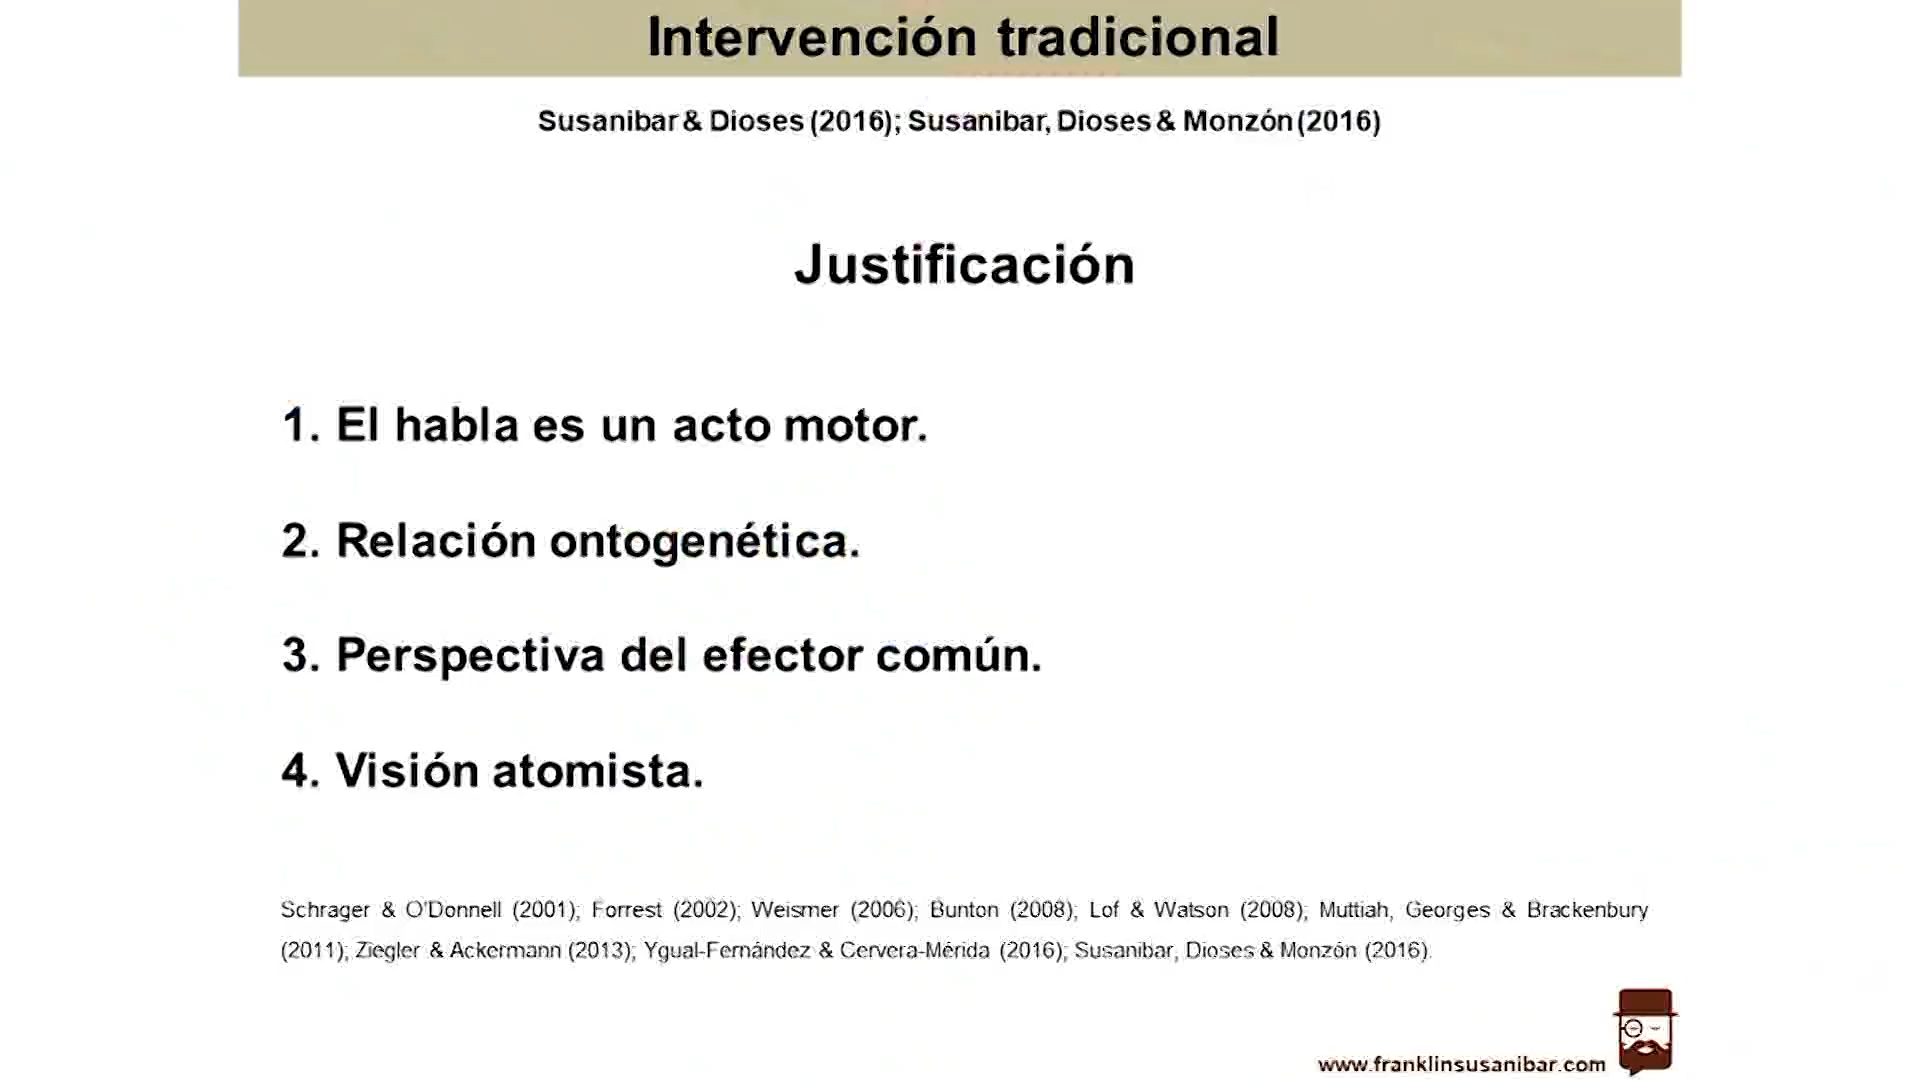 Intervención tradicional
Susanibar & Dioses (2016); Susanibar, Dioses & Monzón (2016)
Justificación
1. El habla es un acto motor.
2. Relación ontogenética.
3. Perspectiva del efector común.
4. Visión atomista.
Schrager & O'Donnell (2001); Forrest (2002); Weismer (2006); Bunton (2008); Lof & Watson (2008); Muttiah, Georges & Brackenbury
(2011); Ziegler & Ackermann (2013); Ygual-Fernández & Cervera-Mérida (2016); Susanibar, Dioses & Monzón (2016).
www.franklinsusanibar.com